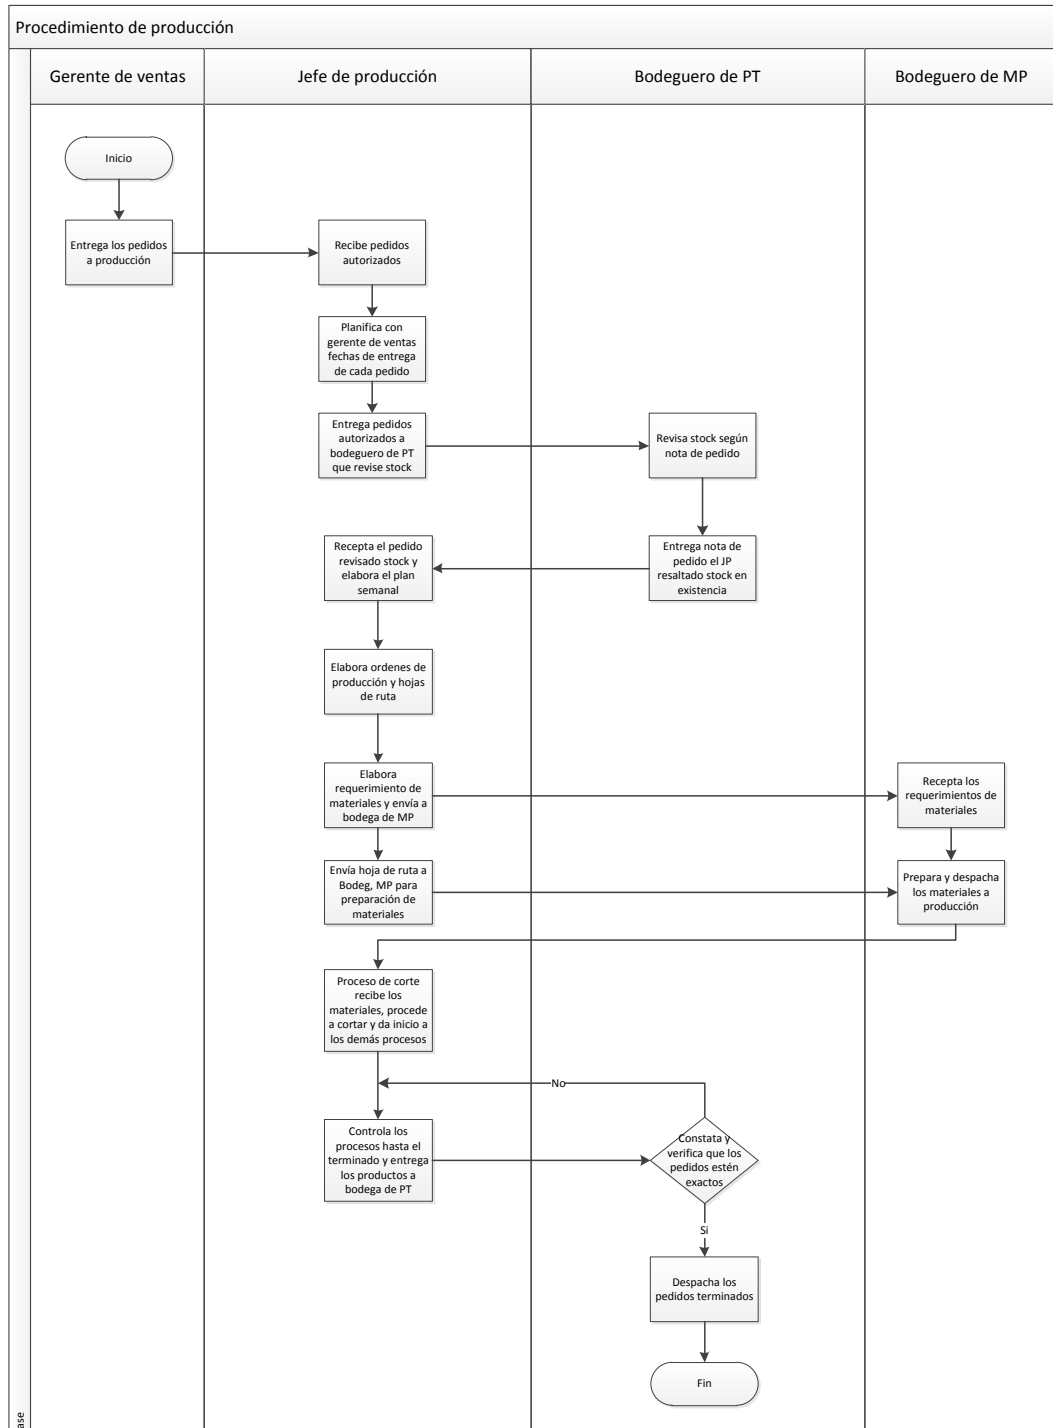 Procedimiento de producción
Gerente de ventas
Jefe de producción
Bodeguero de PT
Bodeguero de MP
Inicio
Entrega los pedidos
a producción
Recibe pedidos
autorizados
Planifica con
gerente de ventas
fechas de entrega
de cada pedido
Entrega pedidos
autorizados a
bodeguero de PT
que revise stock
Revisa stock según
nota de pedido
Entrega nota de
pedido el JP
resaltado stock en
existencia
Recepta el pedido
revisado stock y
elabora el plan
semanal
Elabora ordenes de
producción y hojas
de ruta
Elabora
requerimiento de
materiales y envía a
bodega de MP
Recepta los
requerimientos de
materiales
Envía hoja de ruta a
Bodeg, MP para
preparación de
materiales
Prepara y despacha
los materiales a
producción
Proceso de corte
recibe los
materiales, procede
a cortar y da inicio a
los demás procesos
No
Controla los
procesos hasta el
terminado y entrega
los productos a
bodega de PT
Constata y
verifica que los
pedidos estén
exactos
Si
Despacha los
pedidos terminados
Fin
ase